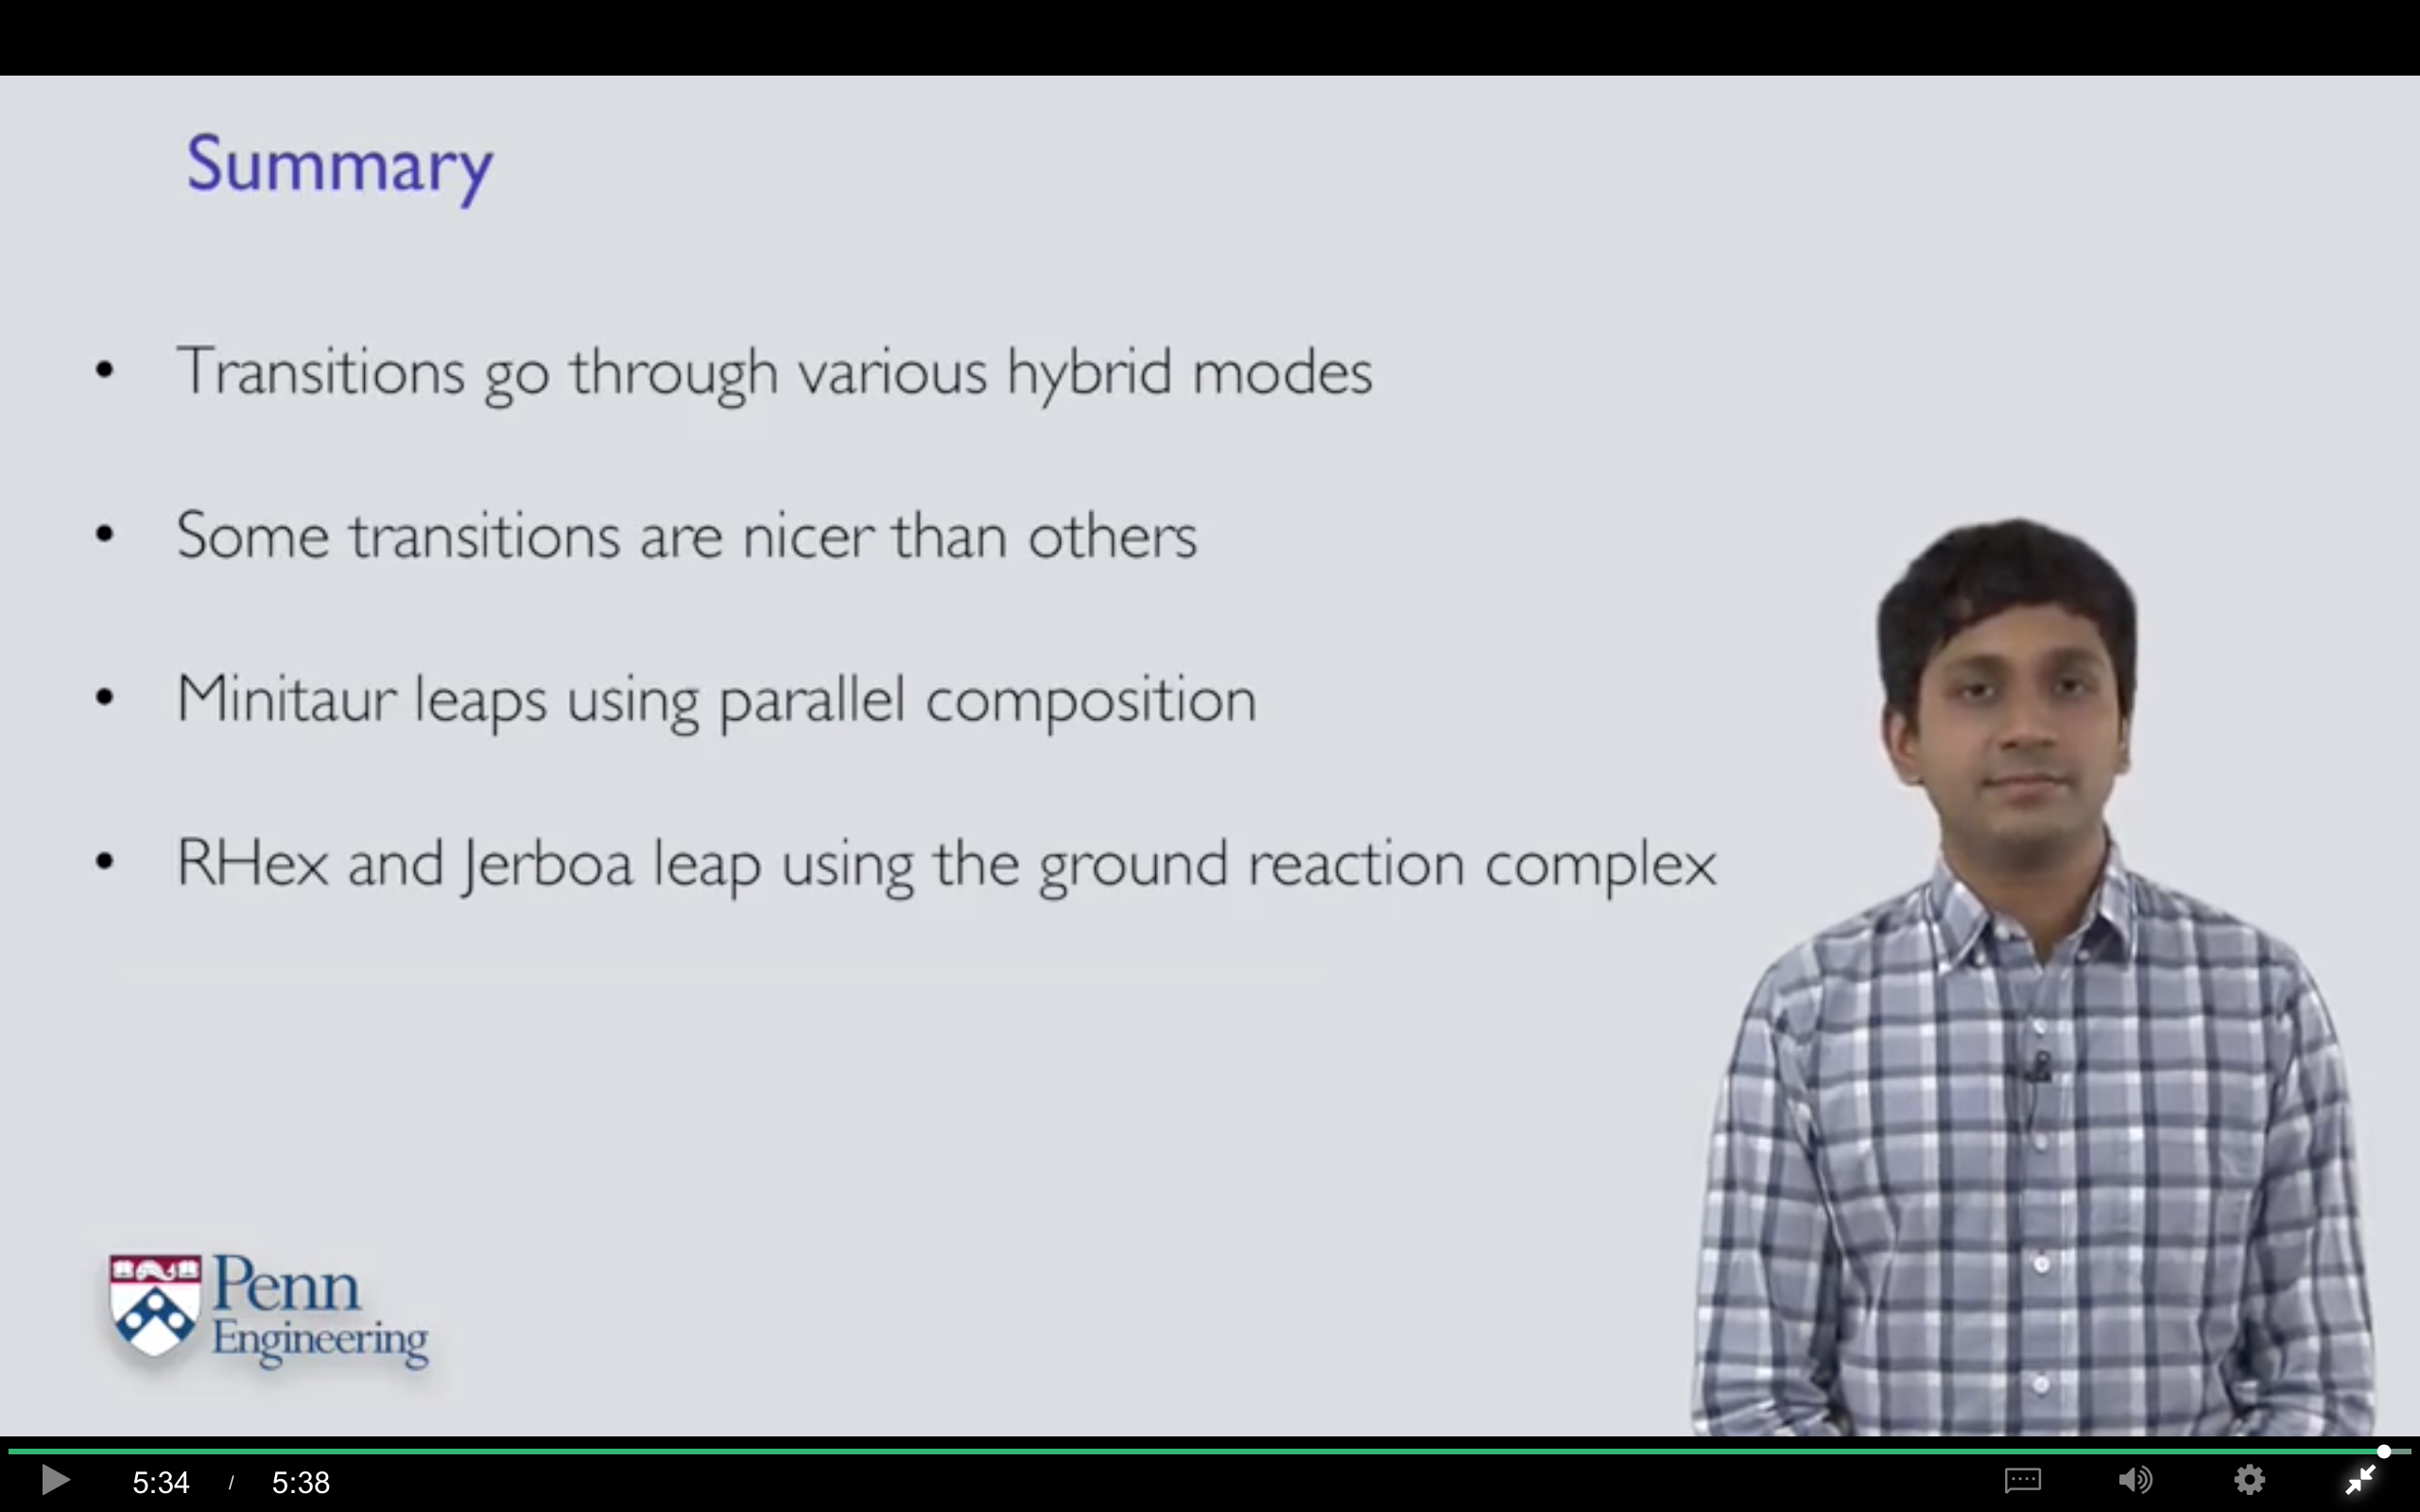 Summary
• Transitions go through various hybrid modes
• Some transitions are nicer than others
• Minitaur leaps using parallel composition
• RHex and Jerboa leap using the ground reaction complex
Penn
Engineering
5:34 / 5:38